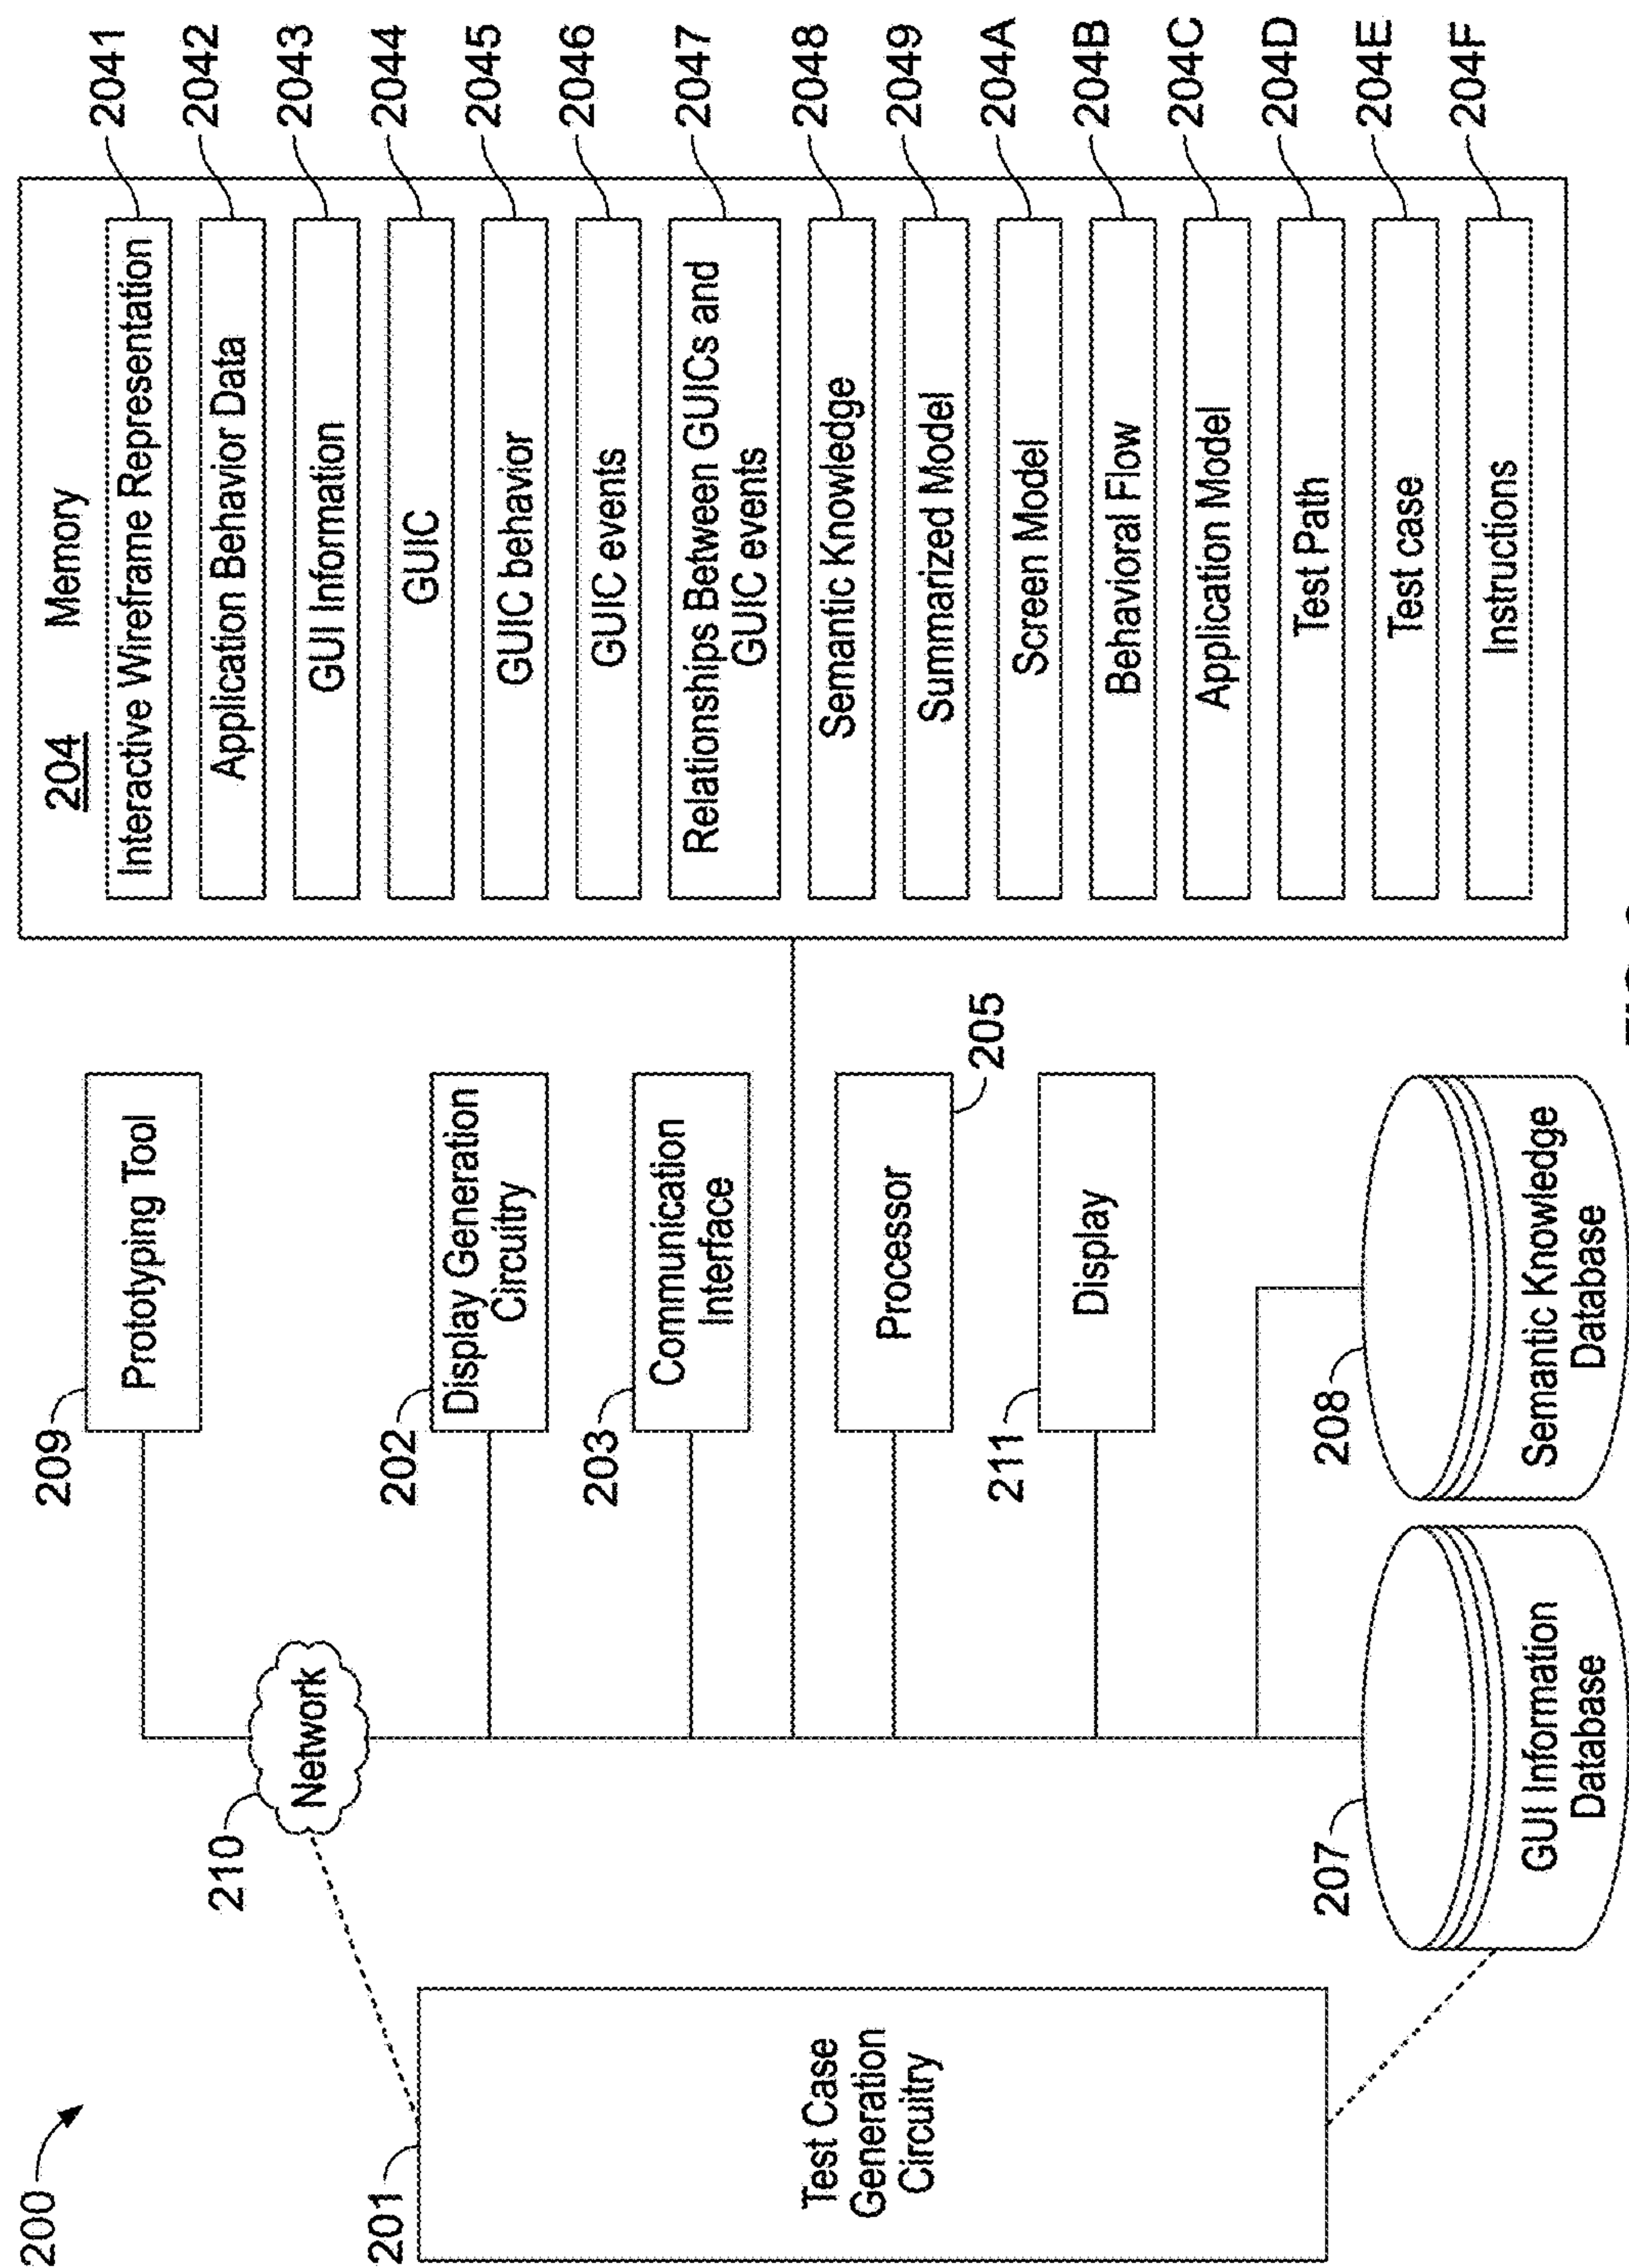 200
201
Test Case
Generation
Circuitry
210
Network
209
Prototyping Tool
202
Display Generation
Circuitry
203
Communication
Interface
Processor
205
211
Display
207
GUI Information
Database
208
Semantic Knowledge
Database
204
Memory
Interactive Wireframe Representation
2041
Application Behavior Data
2042
GUI Information
2043
GUIC
2044
GUIC behavior
2045
GUIC events
2046
Relationships Between GUICs and
GUIC events
2047
Semantic Knowledge
2048
Summarized Model
2049
Screen Model
204A
Behavioral Flow
204B
Application Model
204C
Test Path
204D
Test case
204E
Instructions
204F